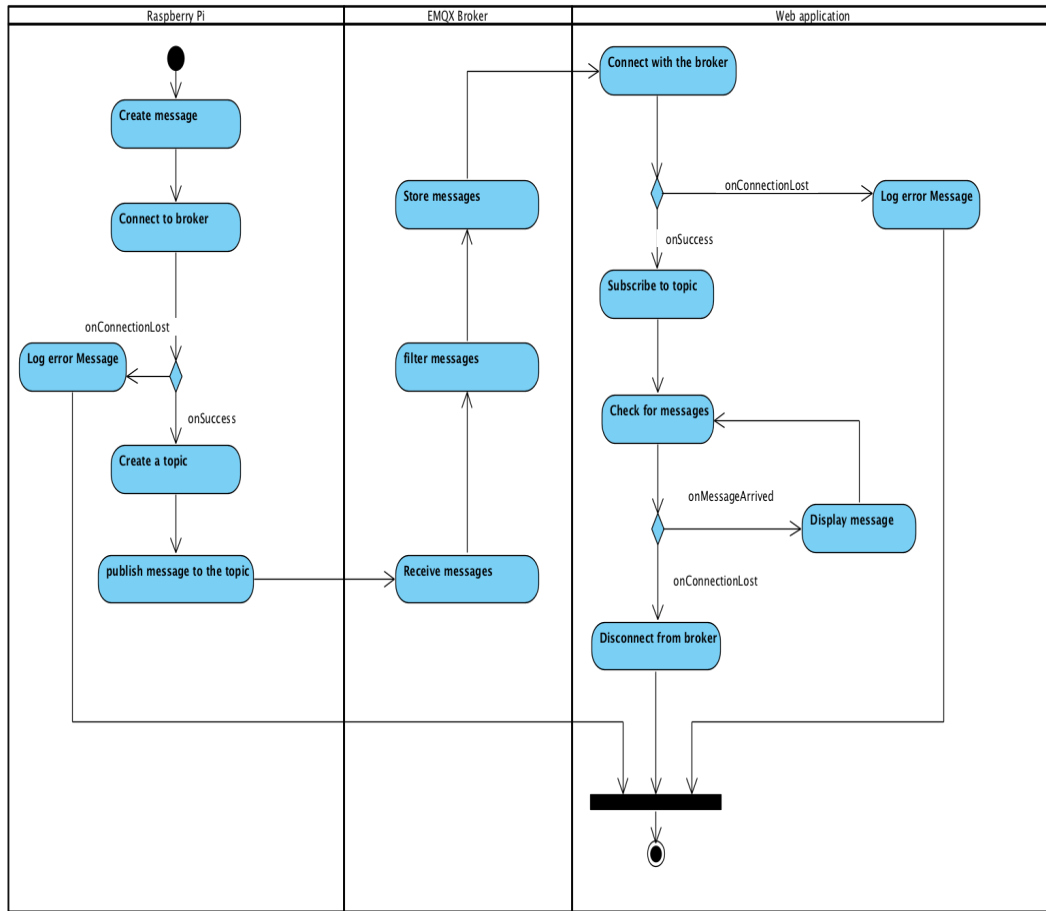 Raspberry Pi
EMQX Broker
Web application
Create message
Connect to broker
onConnectionLost
Log error Message
onSuccess
Create a topic
publish message to the topic
Store messages
filter messages
Receive messages
Connect with the broker
onConnectionLost
Log error Message
onSuccess
Subscribe to topic
Check for messages
onMessageArrived
Display message
onConnectionLost
Disconnect from broker